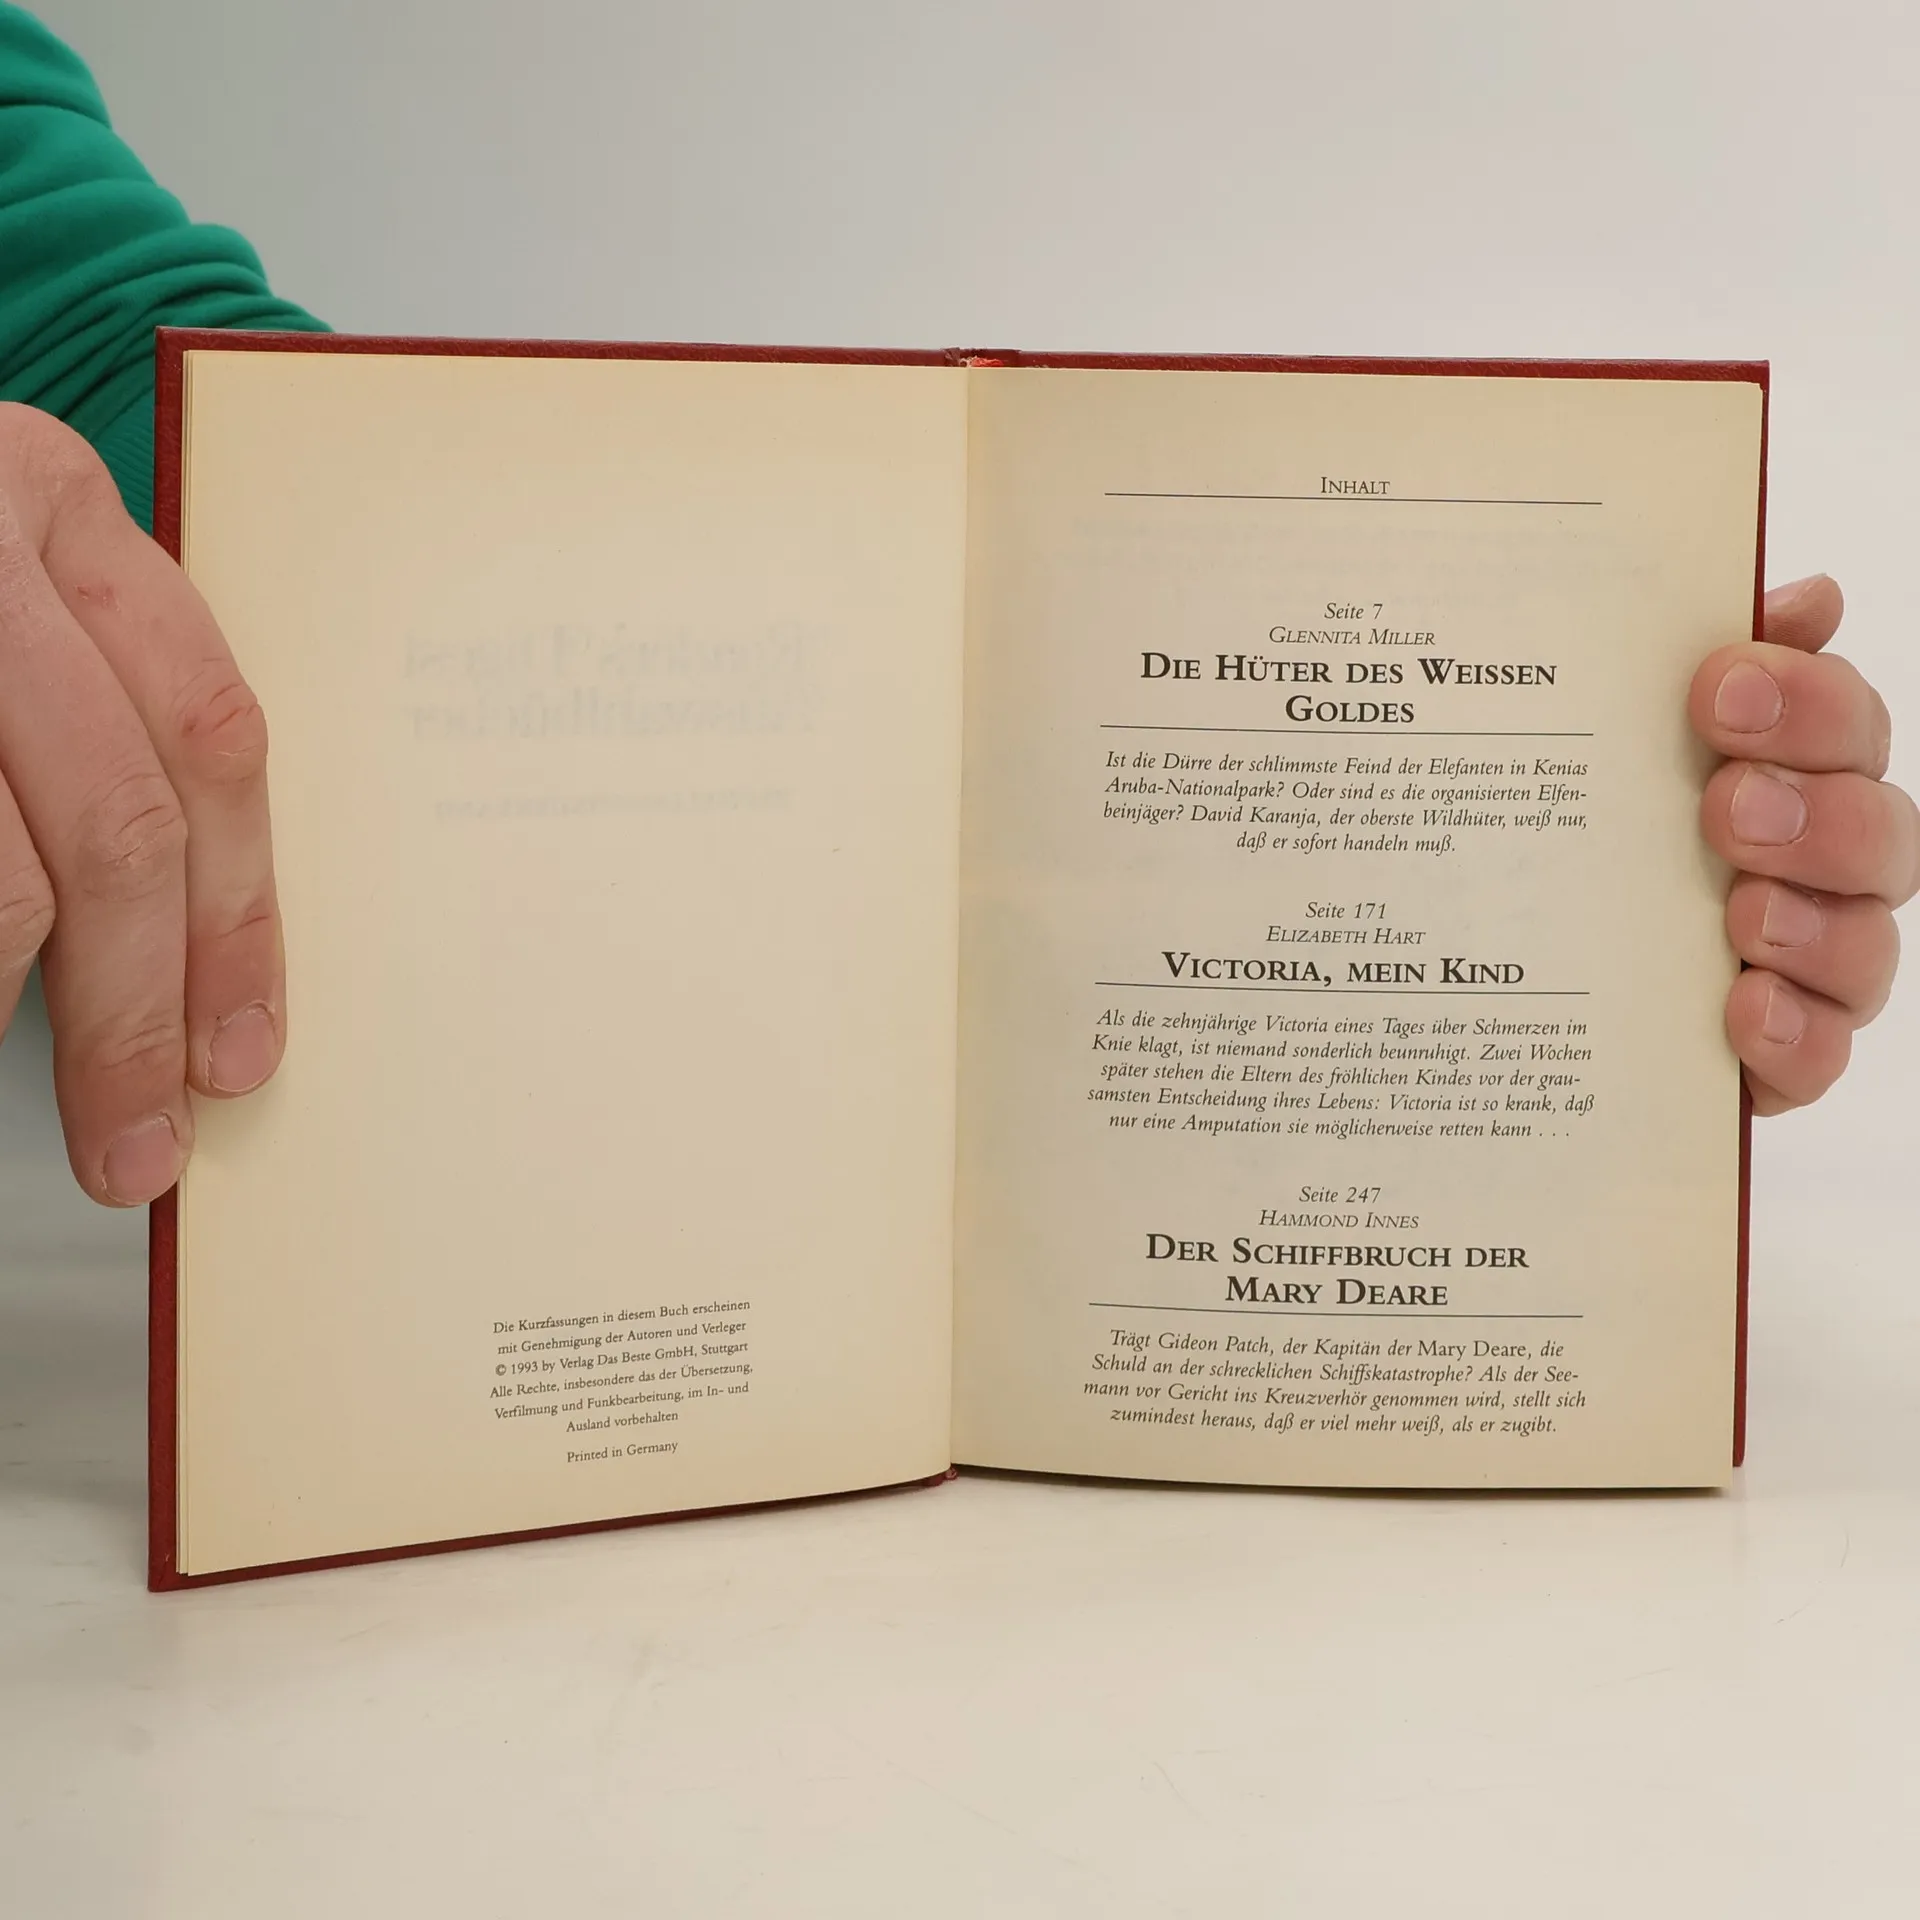 Die Kurzfassungen in diesem Buch erscheinen
mit Genehmigung der Autoren und Verleger
© 1993 by Verlag Das Beste GmbH, Stuttgart
Alle Rechte, insbesondere das der Übersetzung,
Verfilmung und Funkbearbeitung, im In- und
Ausland vorbehalten
Printed in Germany
INHALT
Seite 7
GLENNITA MILLER
DIE HÜTER DES WEISSEN
GOLDES
Ist die Dürre der schlimmste Feind der Elefanten in Kenias
Aruba-Nationalpark? Oder sind es die organisierten Elfen-
beinjäger? David Karanja, der oberste Wildhüter, weiß nur,
daß er sofort handeln muß.
Seite 171
ELIZABETH HART
VICTORIA, MEIN KIND
Als die zehnjährige Victoria eines Tages über Schmerzen im
Knie klagt, ist niemand sonderlich beunruhigt. Zwei Wochen
später stehen die Eltern des fröhlichen Kindes vor der grau-
samsten Entscheidung ihres Lebens: Victoria ist so krank, daß
nur eine Amputation sie möglicherweise retten kann . . .
Seite 247
HAMMOND INNES
DER SCHIFFBRUCH DER
MARY DEARE
Trägt Gideon Patch, der Kapitän der Mary Deare, die
Schuld an der schrecklichen Schiffskatastrophe? Als der See-
mann vor Gericht ins Kreuzverhör genommen wird, stellt sich
zumindest heraus, daß er viel mehr weiß, als er zugibt.